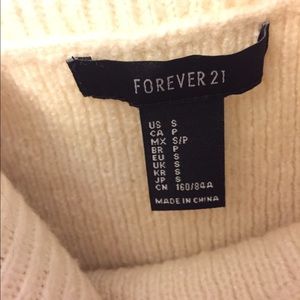 FOREVER 21
US S
CA P
MX S/P
BR P
EU S
UK S
KR S
JP S
CN 160/84A
MADE IN CHINA